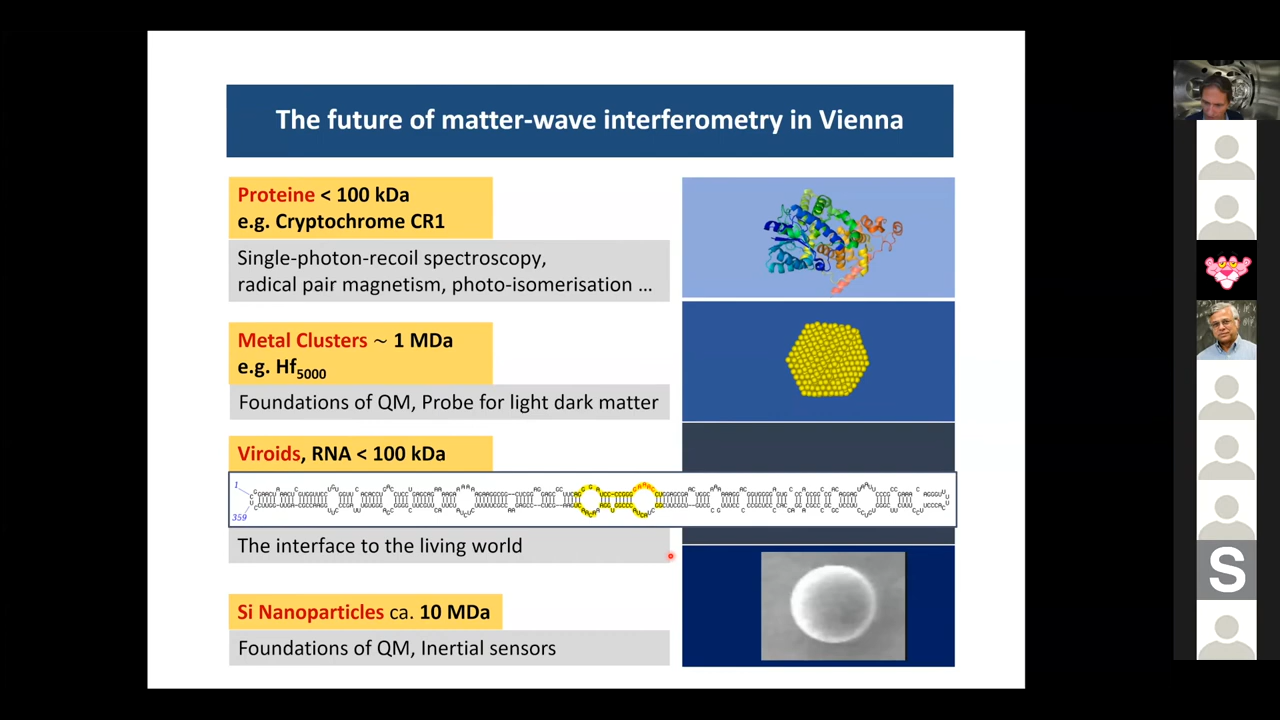 The future of matter-wave interferometry in Vienna
Proteine < 100 kDa
e.g. Cryptochrome CR1
Single-photon-recoil spectroscopy,
radical pair magnetism, photo-isomerisation ...
Metal Clusters ~ 1 MDa
e.g. Hf5000
Foundations of QM, Probe for light dark matter
Viroids, RNA < 100 kDa
1
359
The interface to the living world
Si Nanoparticles ca. 10 MDa
Foundations of QM, Inertial sensors
S